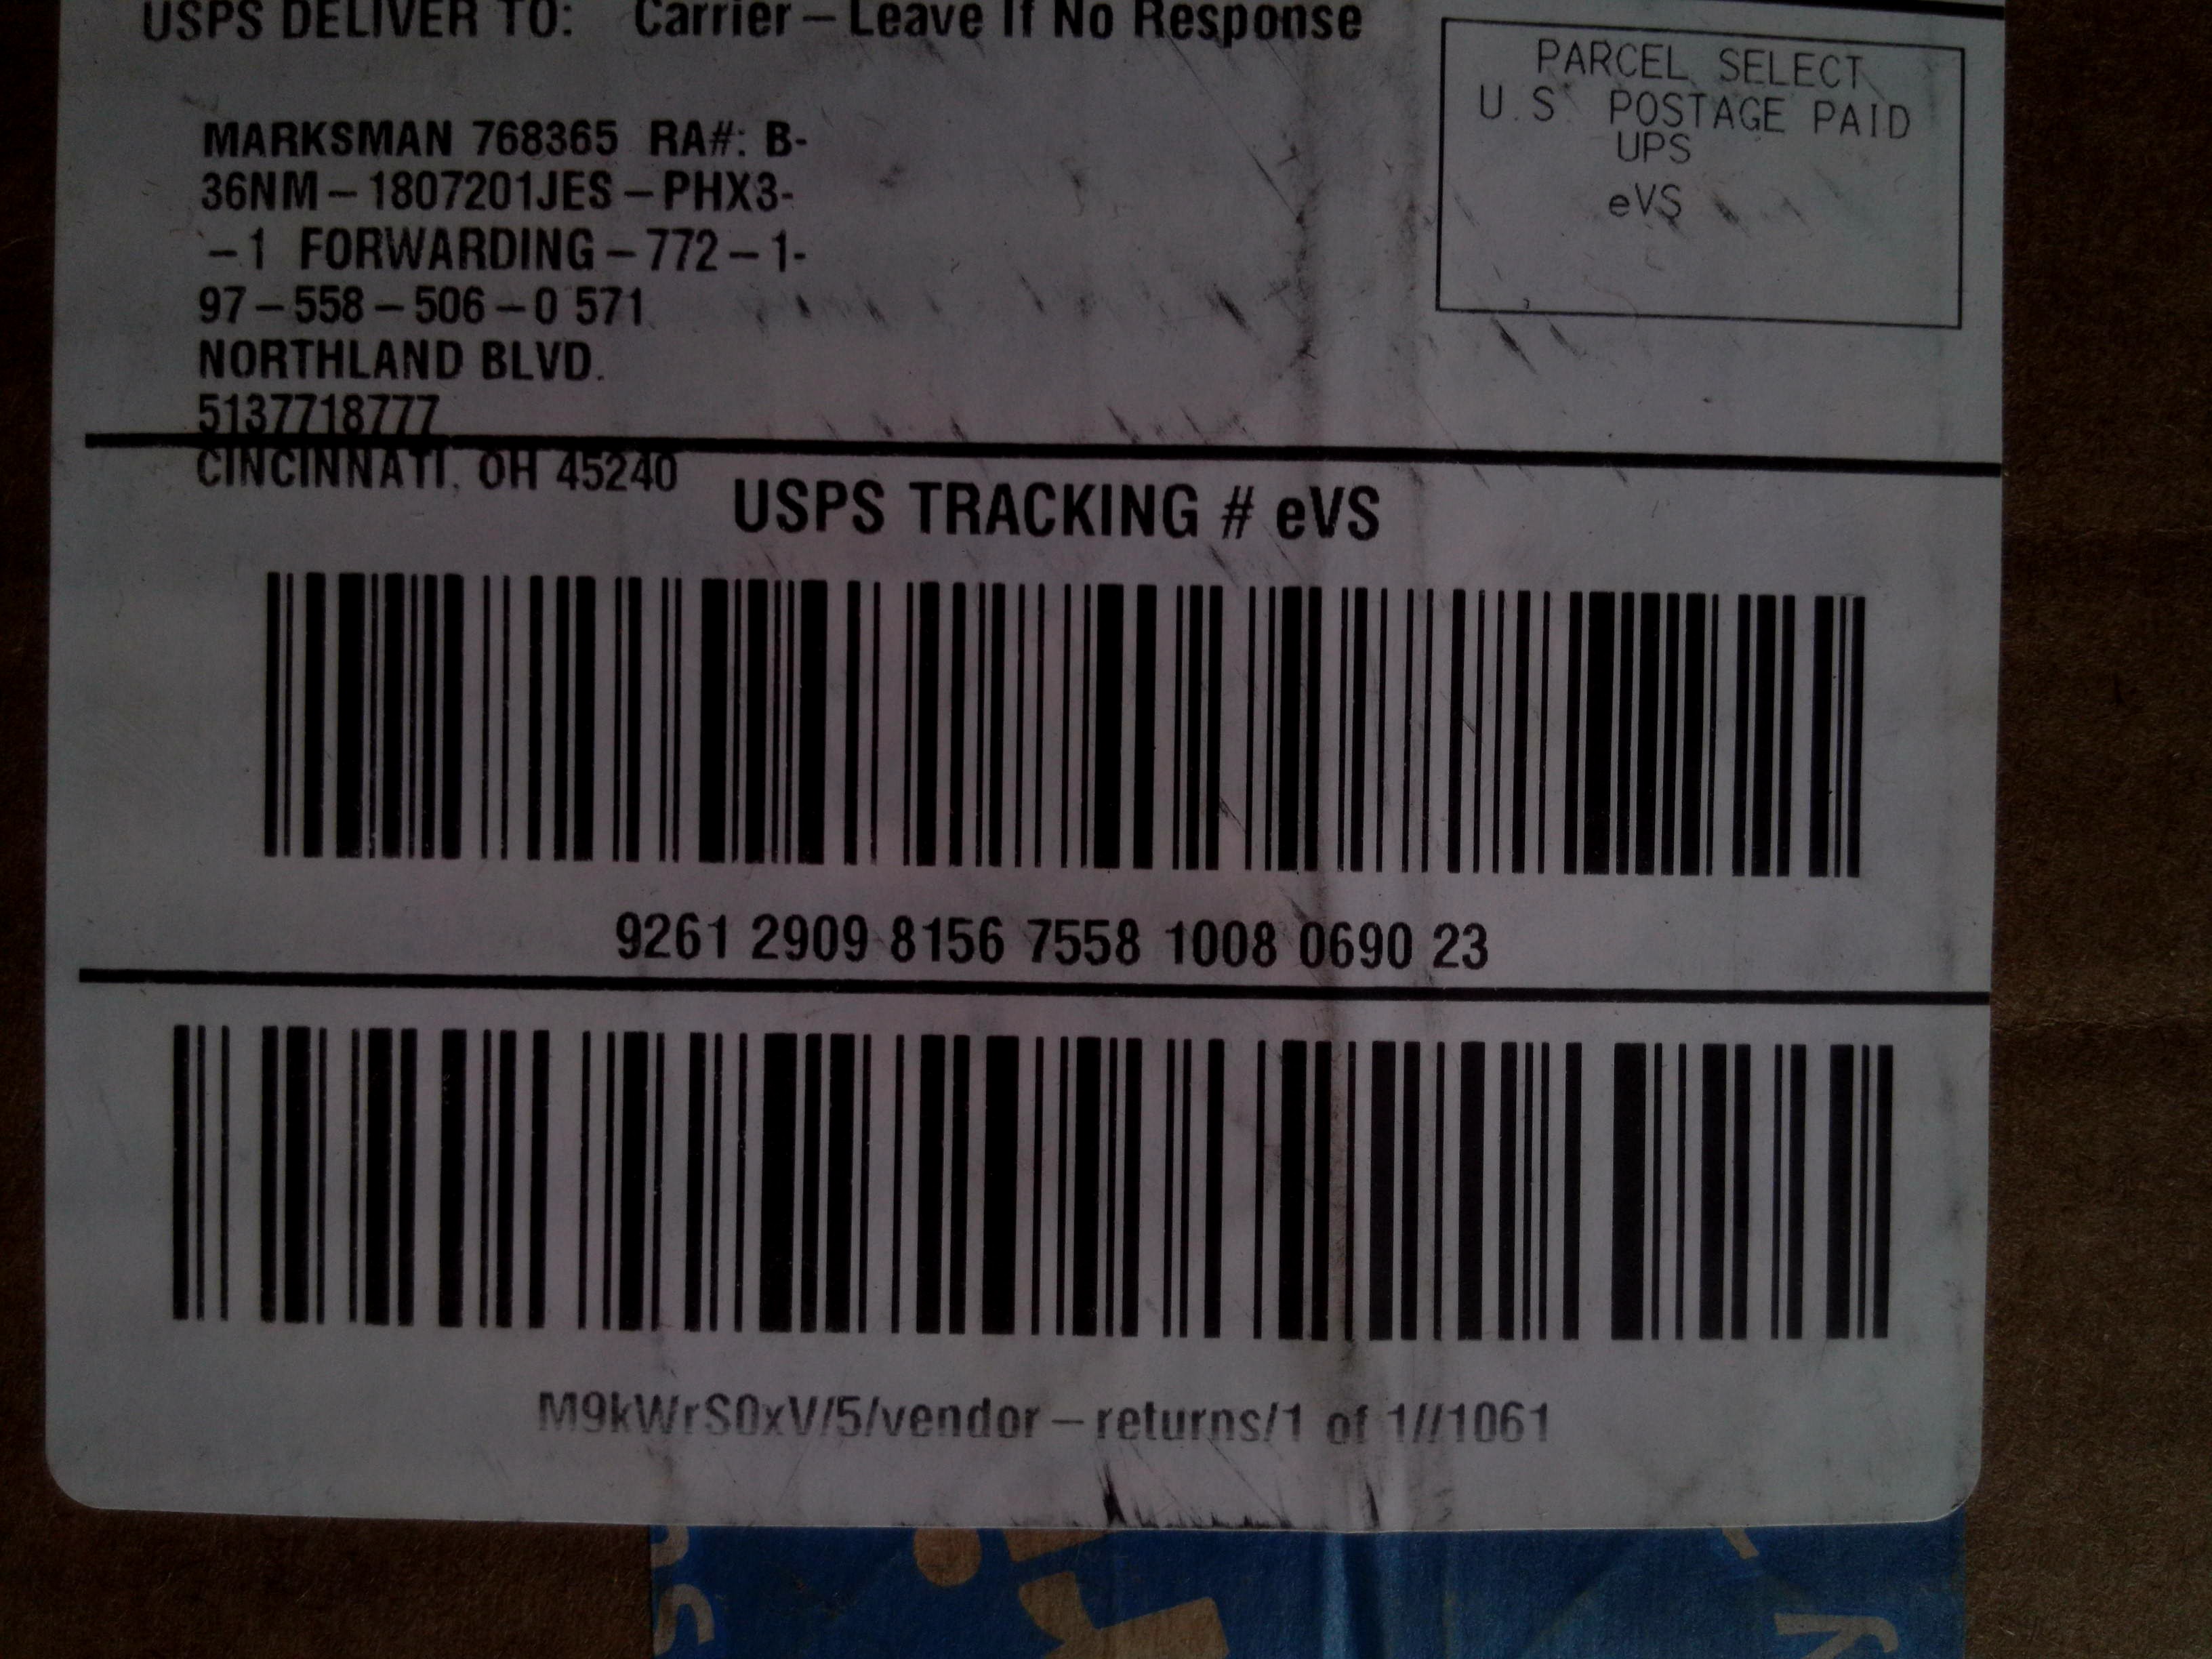 USPS DELIVER TO: Carrier – Leave If No Response
PARCEL SELECT
U.S. POSTAGE PAID
UPS
eVS
MARKSMAN 768365 RA#: B-
36NM – 1807201JES – PHX3-
– 1 FORWARDING – 772 – 1-
97 – 558 – 506 – 0 571
NORTHLAND BLVD.
5137718777
CINCINNATI, OH 45240
USPS TRACKING # eVS
9261 2909 8156 7558 1008 0690 23
M9kWrS0xV/5/vendor – returns/1 of 1//1061